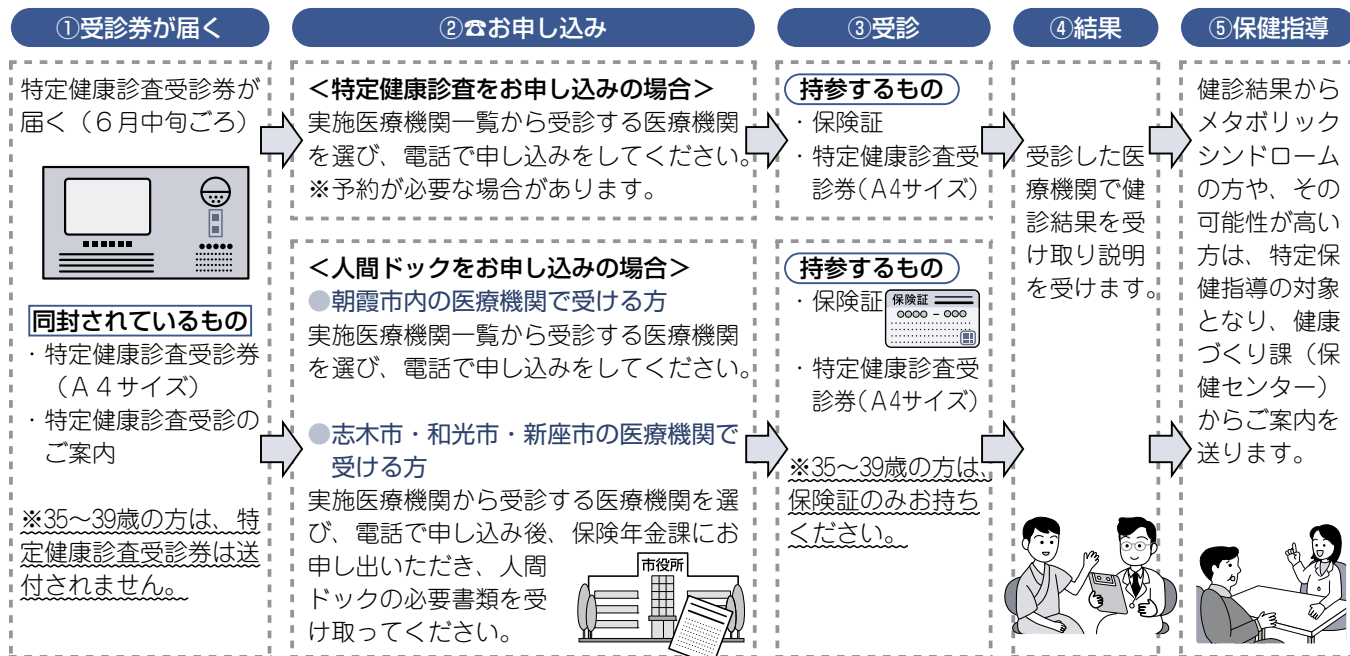 ①受診券が届く
特定健康診査受診券が
届く（６月中旬ごろ）
同封されているもの
・特定健康診査受診券
（Ａ４サイズ）
・特定健康診査受診の
ご案内
※35～39歳の方は、特
定健康診査受診券は送
付されません。
②☎お申し込み
＜特定健康診査をお申し込みの場合＞
実施医療機関一覧から受診する医療機関
を選び、電話で申し込みをしてください。
※予約が必要な場合があります。
＜人間ドックをお申し込みの場合＞
●朝霞市内の医療機関で受ける方
実施医療機関一覧から受診する医療機関
を選び、電話で申し込みをしてください。
●志木市・和光市・新座市の医療機関で
受ける方
実施医療機関から受診する医療機関を選
び、電話で申し込み後、保険年金課にお
申し出いただき、人間
ドックの必要書類を受
け取ってください。
市役所
③受診
持参するもの
・保険証
・特定健康診査受
診券（A4サイズ）
持参するもの
・保険証
保険証
・特定健康診査受
診券（A4サイズ）
※35～39歳の方は、
保険証のみお持ち
ください。
④結果
受診した医
療機関で健
診結果を受
け取り説明
を受けます。
⑤保健指導
健診結果から
メタボリック
シンドローム
の方や、その
可能性が高い
方は、特定保
健指導の対象
となり、健康
づくり課（保
健センター）
からご案内を
送ります。